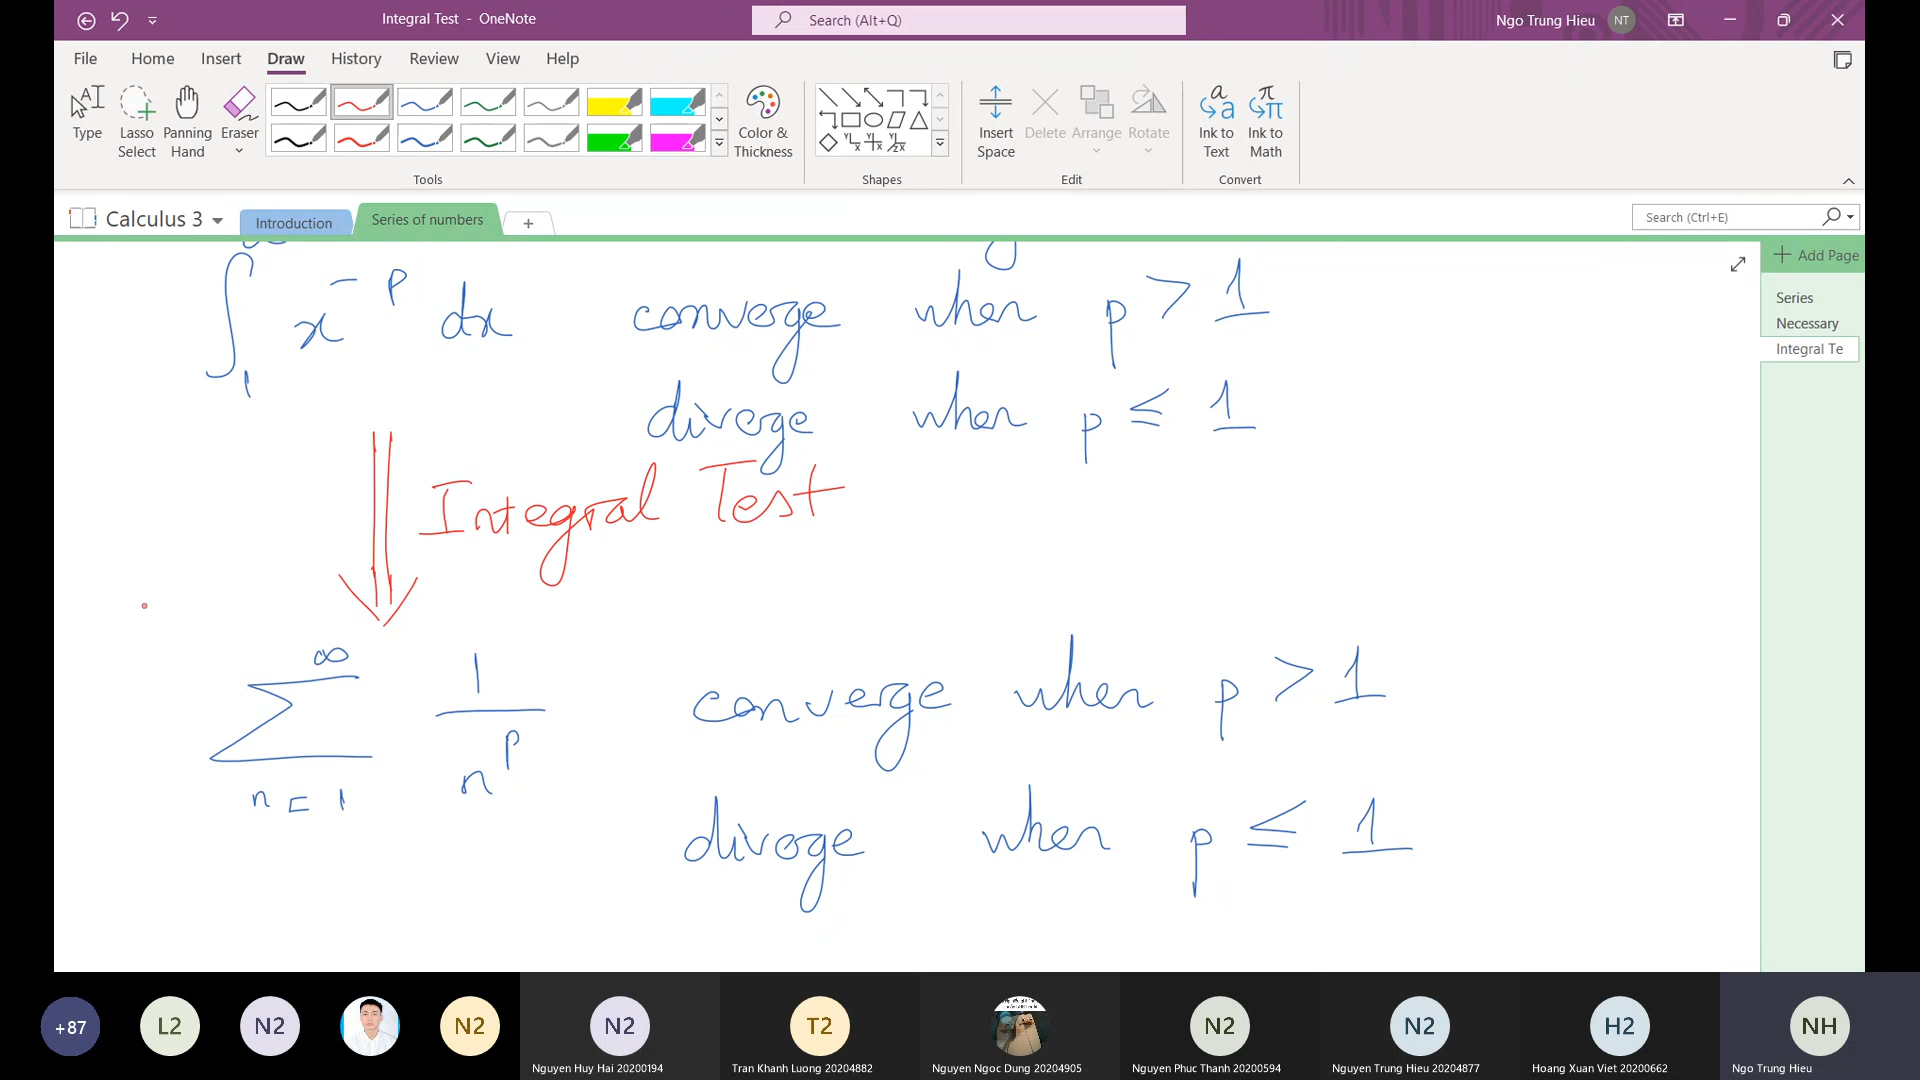 Integral Test - OneNote
Search (Alt+Q)
Ngo Trung Hieu
NT
File Home Insert Draw History Review View Help
Type
Lasso Select
Panning Hand
Eraser
Color & Thickness
Insert Space
Delete
Arrange
Rotate
Ink to Text
Ink to Math
Tools
Shapes
Edit
Convert
Calculus 3
Introduction
Series of numbers
+
Search (Ctrl+E)
Add Page
Series
Necessary
Integral Te
∫₁^∞ x^{-p} dx converge when p > 1
diverge when p ≤ 1
Integral Test
∑_{n=1}^∞ 1/n^p converge when p > 1
diverge when p ≤ 1
+87
L2
N2
N2
N2
T2
N2
N2
H2
NH
Nguyen Huy Hai 20200194
Tran Khanh Luong 20204882
Nguyen Ngoc Dung 20204905
Nguyen Phuc Thanh 20200594
Nguyen Trung Hieu 20204877
Hoang Xuan Viet 20200662
Ngo Trung Hieu